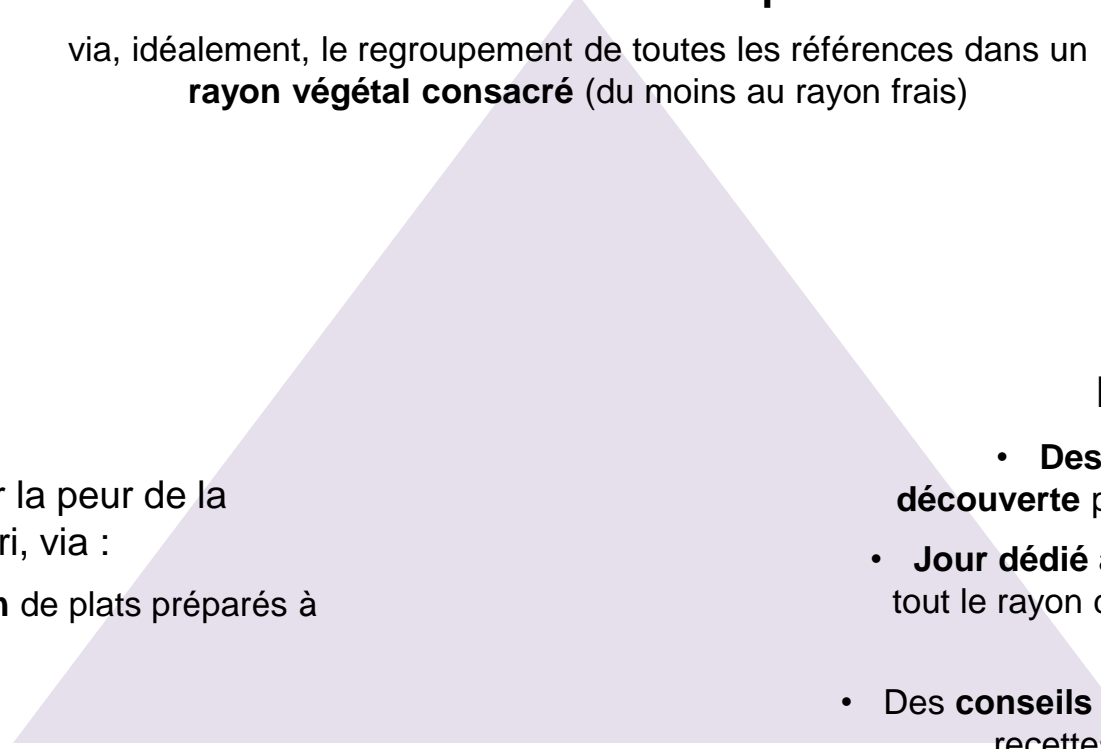 via, idéalement, le regroupement de toutes les références dans un
rayon végétal consacré (du moins au rayon frais)
la peur de la
via :
de plats préparés à
• Des
découverte
• Jour dédié
tout le rayon
• Des conseils
recettes